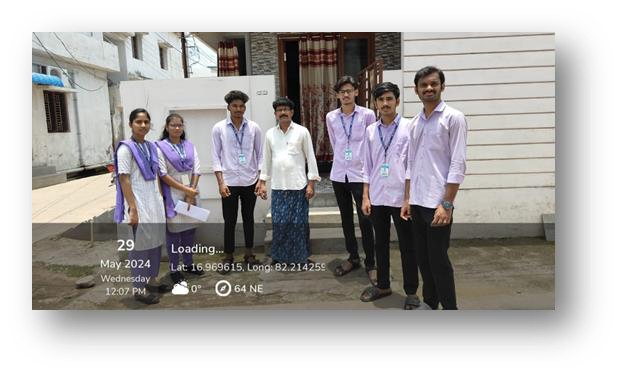 29
May 2024
Wednesday
12:07 PM
Loading...
Lat: 16.969615, Long: 82.214259
0°
64 NE